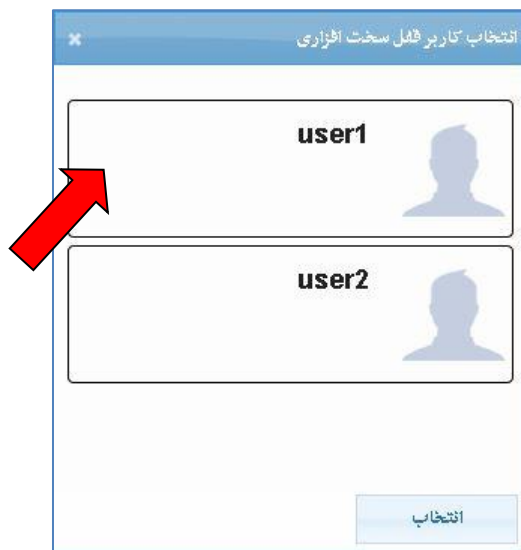 انتخاب کاربر قفل سخت افزاری
user1
user2
انتخاب